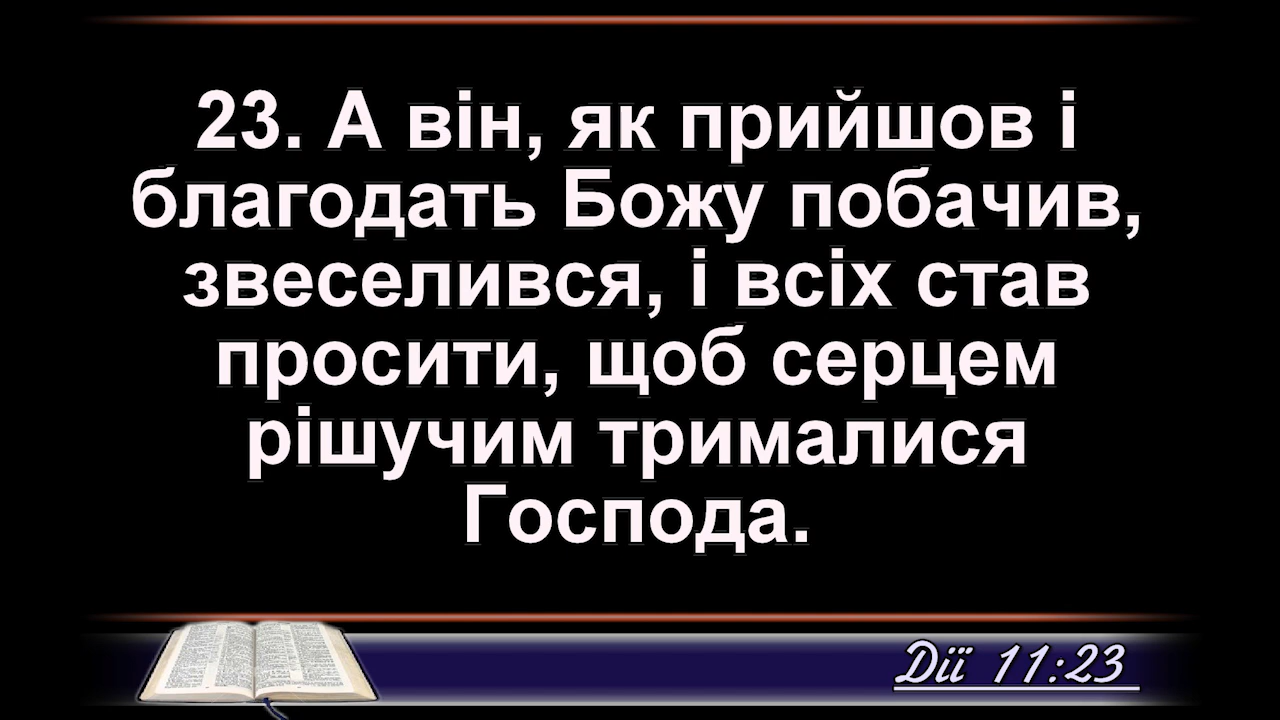 23. А він, як прийшов і
благодать Божу побачив,
звеселився, і всіх став
просити, щоб серцем
рішучим трималися
Господа.
Дії 11:23